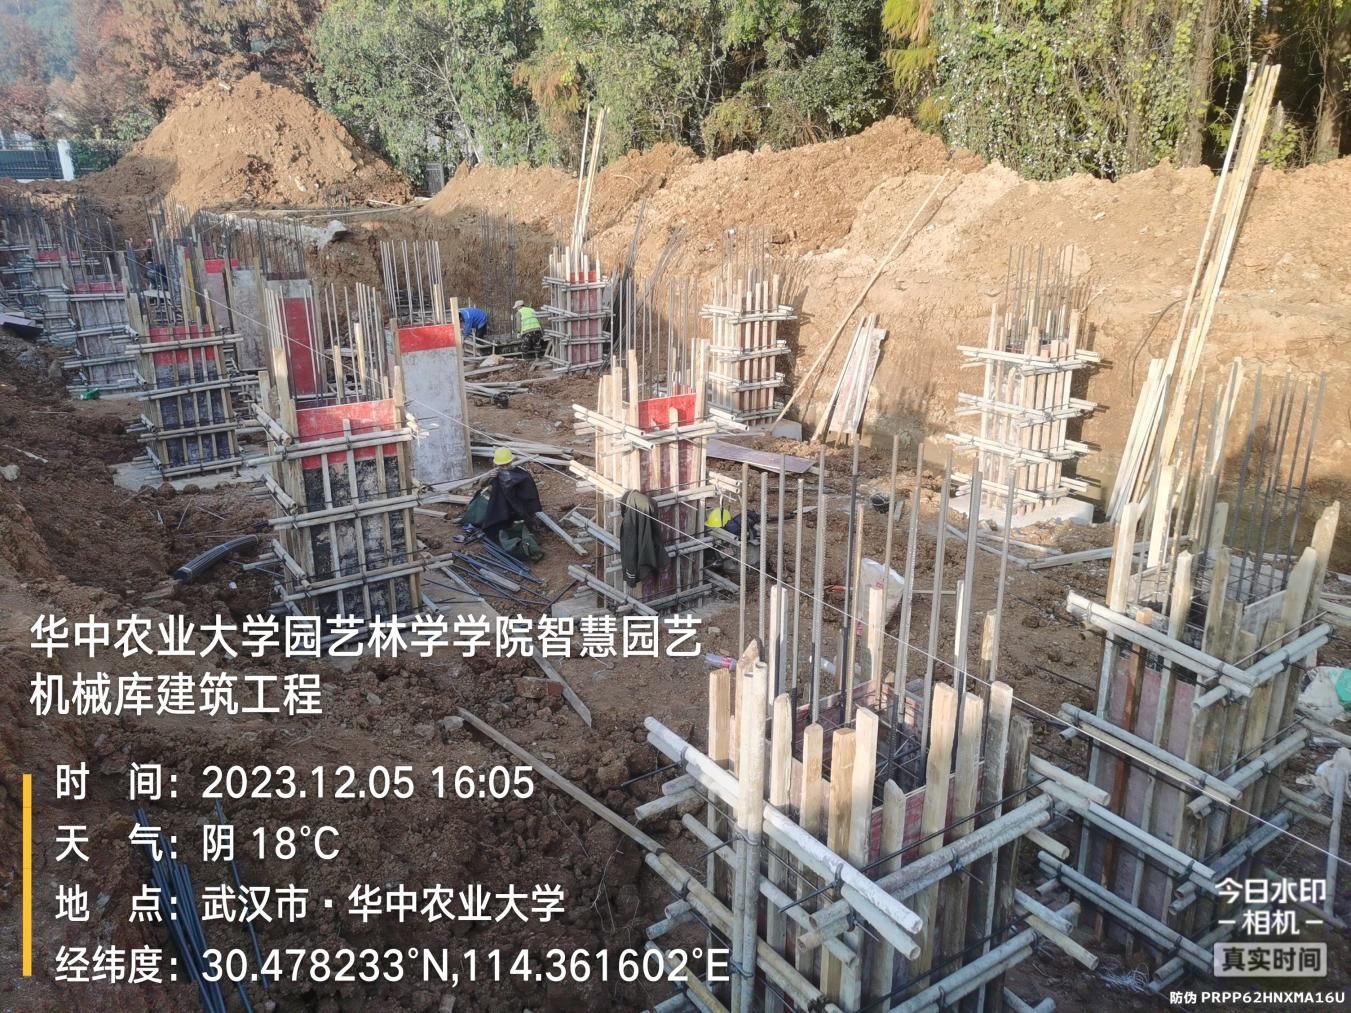 华中农业大学园艺林学学院智慧园艺
机械库建筑工程
时 间：2023.12.05 16:05
天 气：阴 18℃
地 点：武汉市·华中农业大学
经纬度：30.478233°N,114.361602°E
今日水印
相机
真实时间
防伪 PRPP62HNXMA16U